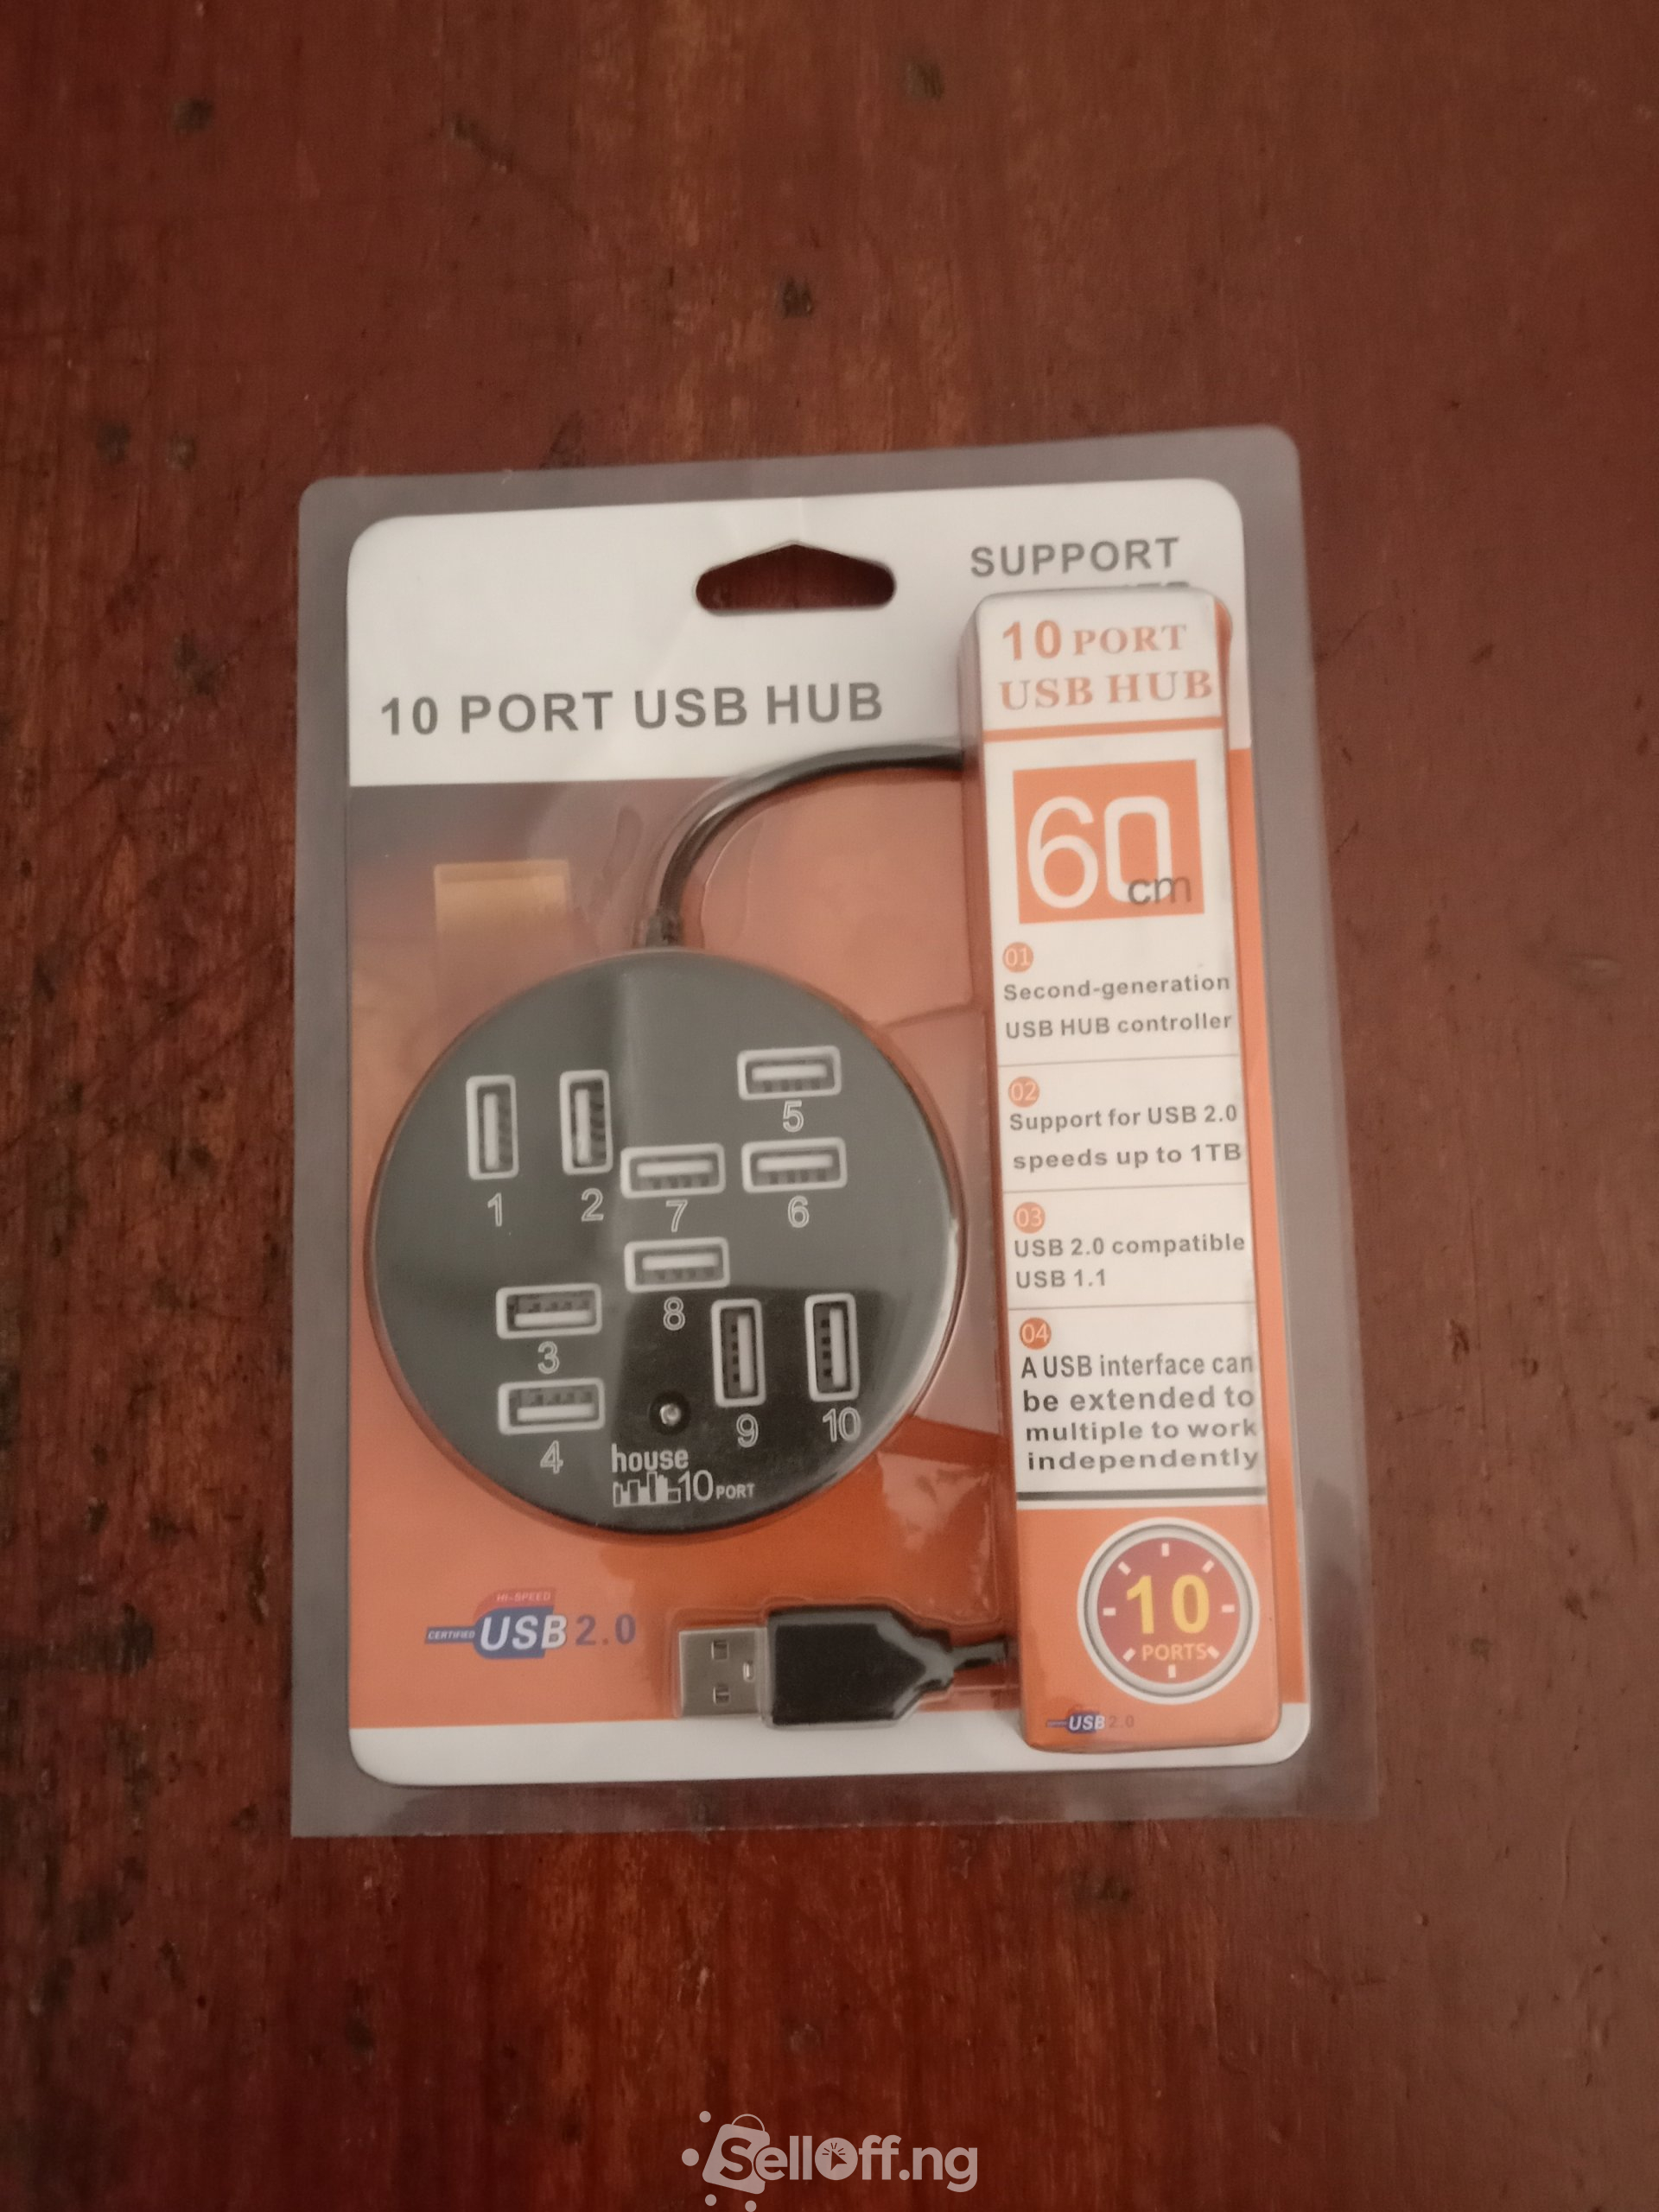 SUPPORT
10 PORT USB HUB
10 PORT
USB HUB
60
cm
01
Second-generation
USB HUB controller
02
Support for USB 2.0
speeds up to 1TB
03
USB 2.0 compatible
USB 1.1
04
A USB interface can
be extended to
multiple to work
independently
10
PORTS
USB 2.0
1
2
5
7
6
8
3
4
9
10
house
10 PORT
HI-SPEED
CERTIFIED USB 2.0
SellOff.ng